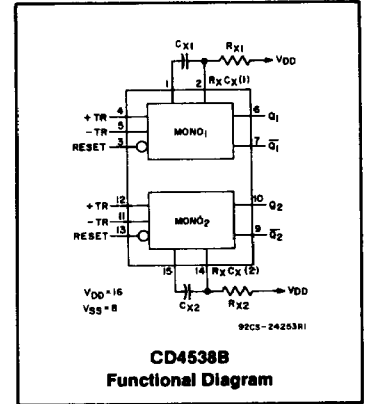 CX1 RX1 VDD
1 2 RXCX(1)
+TR 4 6 Q1
-TR 5 MONO1
RESET 3 7 Q1
+TR 12 10 Q2
-TR 11 MONO2
RESET 13 9 Q2
15 14 RXCX(2)
VDD=16
VSS=8
CX2 RX2 VDD
92CS-24253R1
CD4538B
Functional Diagram